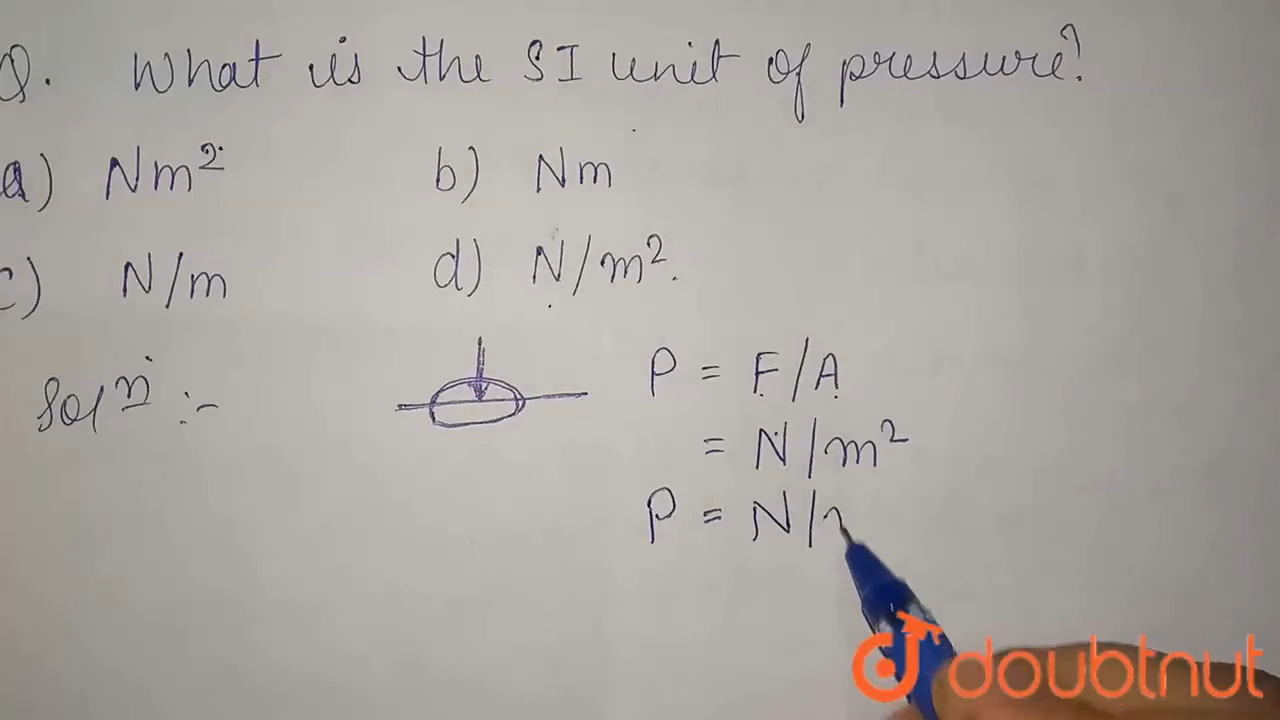 Q. What is the SI unit of pressure?
a) Nm² b) Nm
c) N/m d) N/m².
Solⁿ :- P = F/A
= N/m²
P = N/
doubtnut